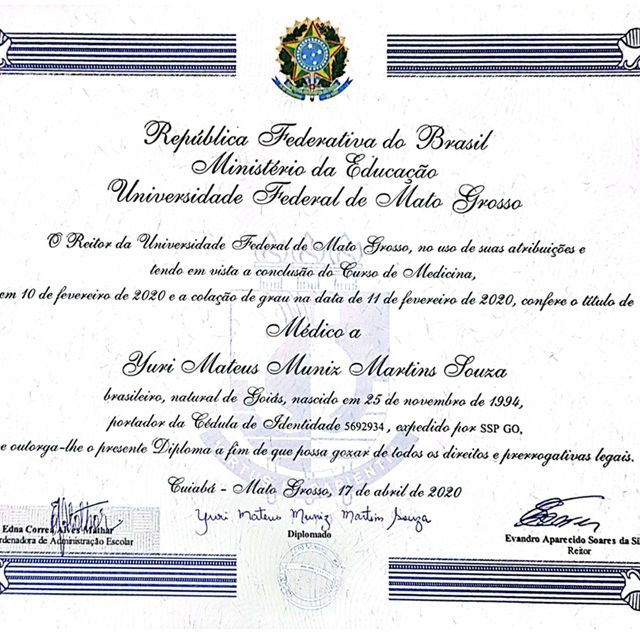 República Federativa do Brasil
Ministério da Educação
Universidade Federal de Mato Grosso
O Reitor da Universidade Federal de Mato Grosso, no uso de suas atribuições e
tendo em vista a conclusão do Curso de Medicina,
em 10 de fevereiro de 2020 e a colação de grau na data de 11 de fevereiro de 2020, confere o título de
Médico a
Yuri Mateus Muniz Martins Souza
brasileiro, natural de Goiás, nascido em 25 de novembro de 1994,
portador da Cédula de Identidade 5692934, expedido por SSP GO,
e outorga-lhe o presente Diploma a fim de que possa gozar de todos os direitos e prerrogativas legais.
Cuiabá - Mato Grosso, 17 de abril de 2020
Yuri Mateus Muniz Martins Souza
Diplomado
Edna Correa Alves Mathar
rdenadora de Administração Escolar
Evandro Aparecido Soares da Sil
Reitor